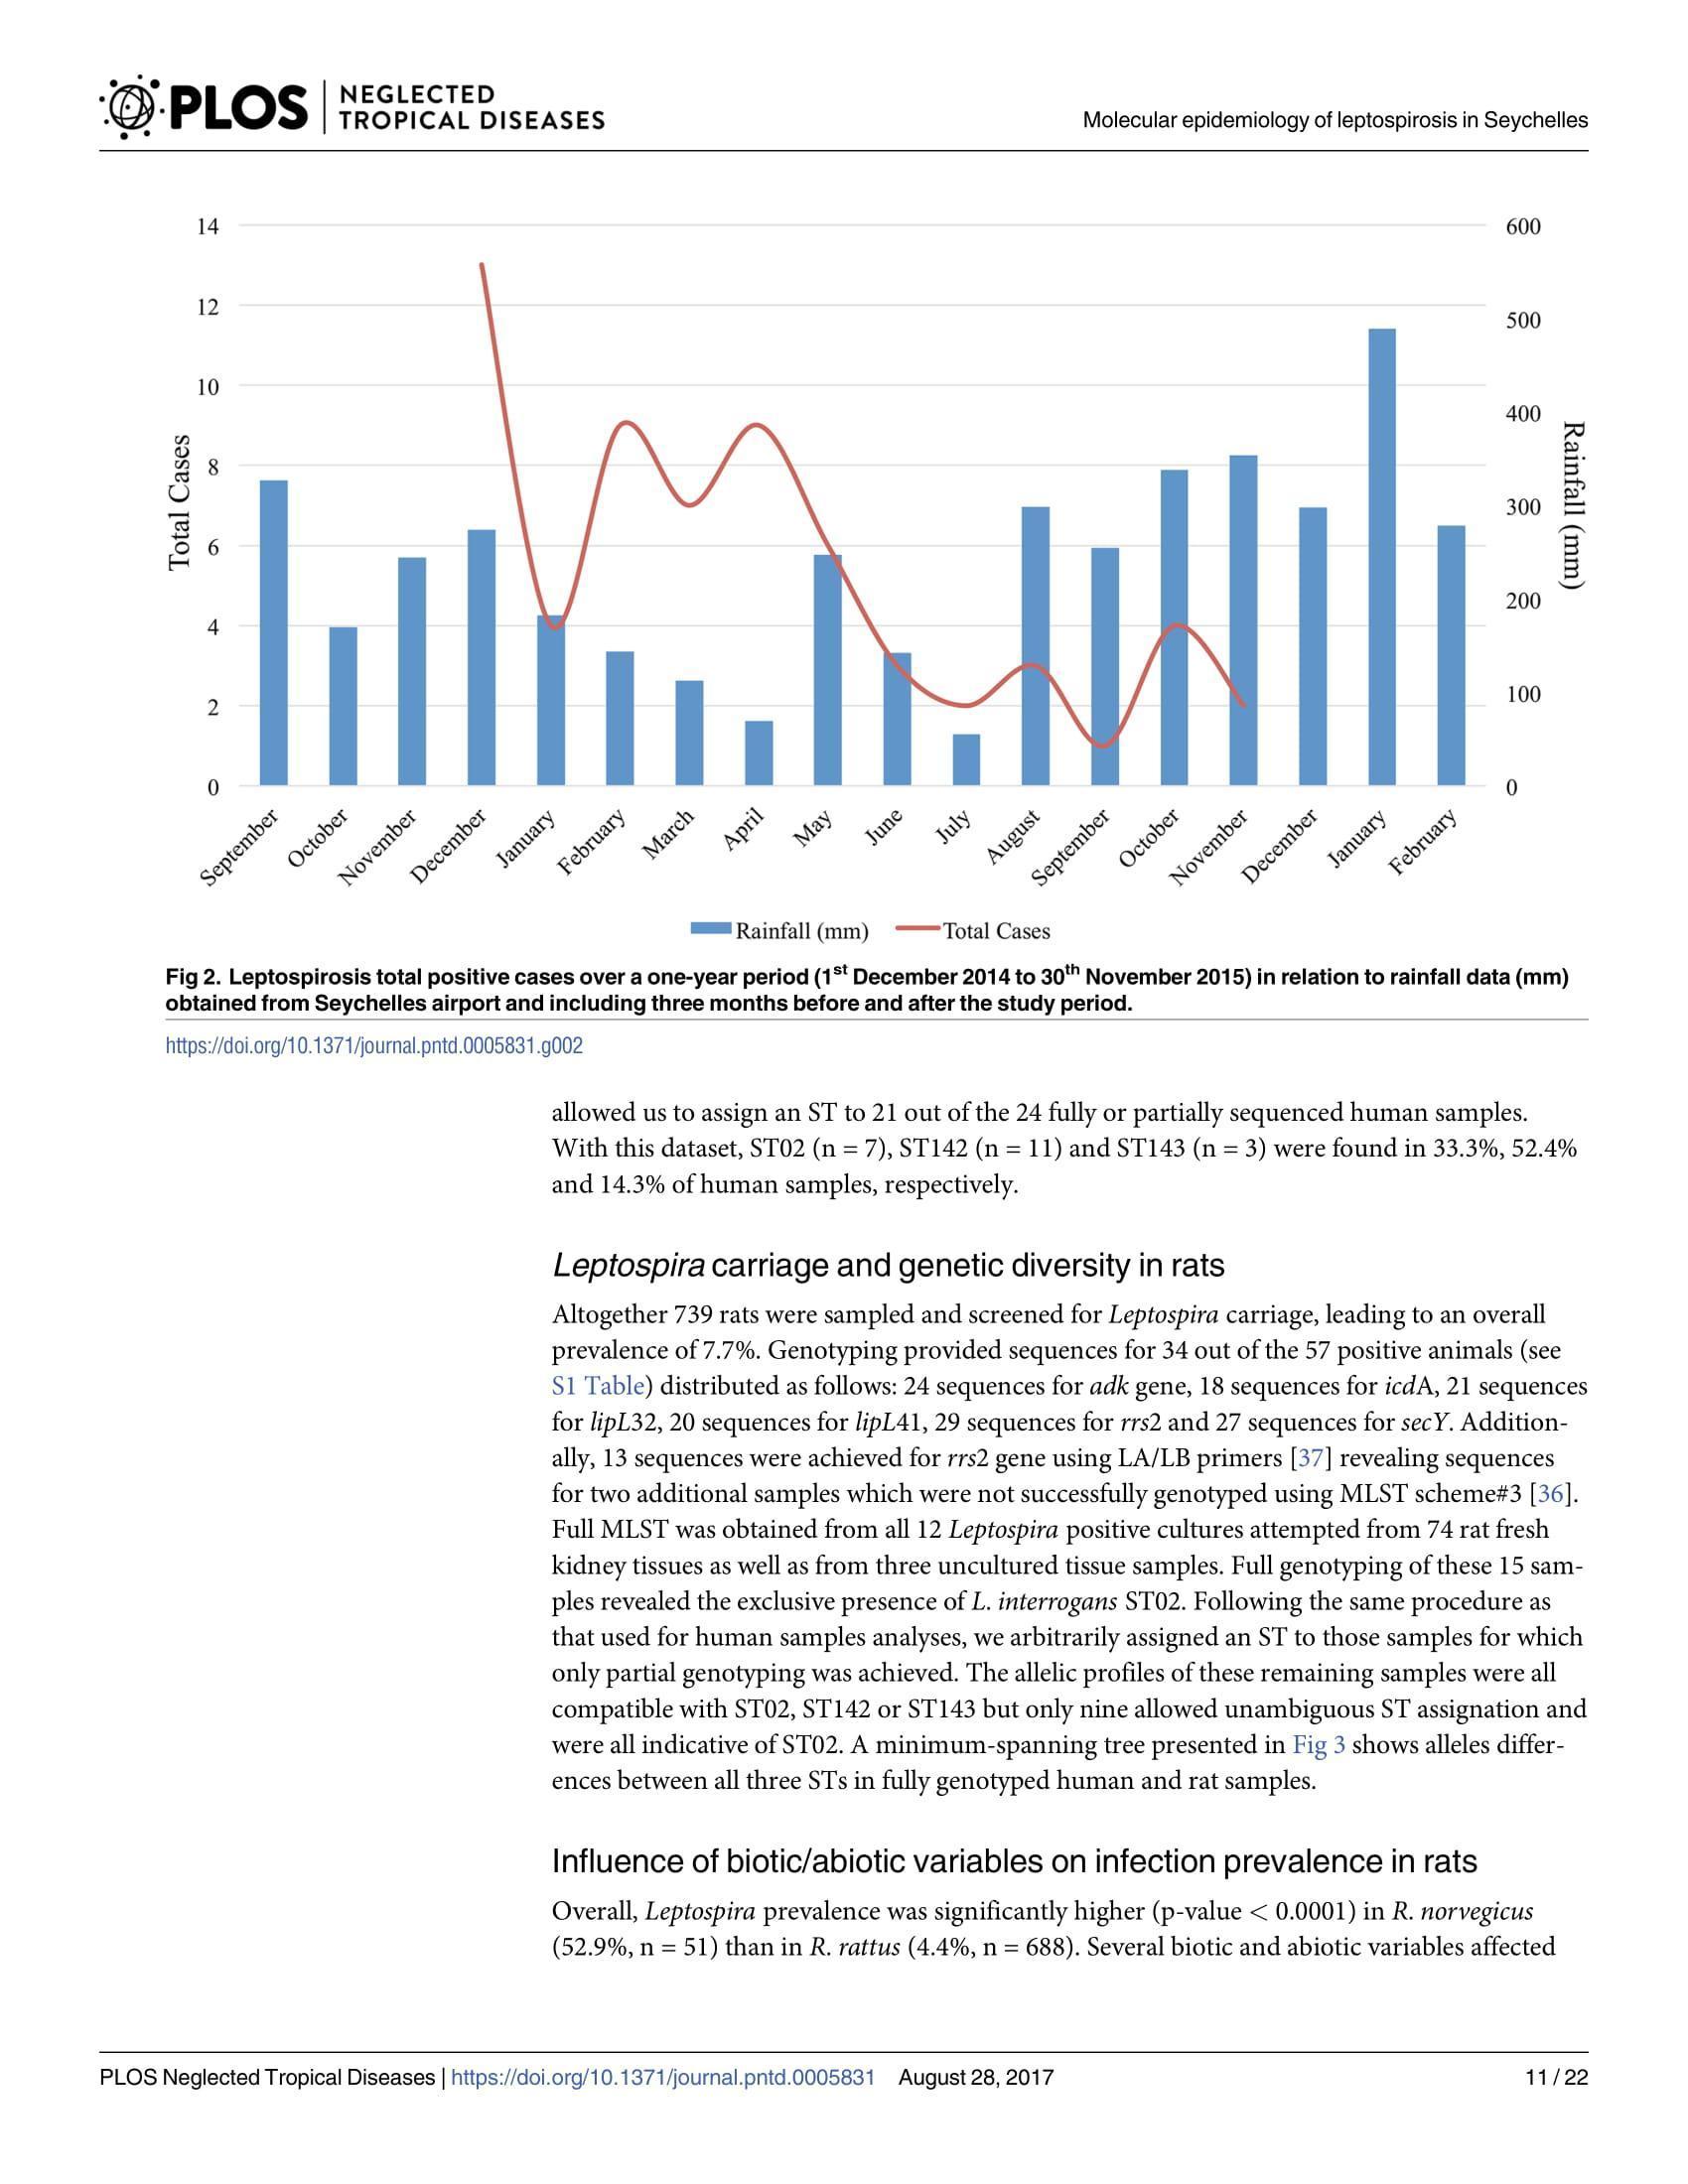 PLOS | NEGLECTED
TROPICAL DISEASES
Molecular epidemiology of leptospirosis in Seychelles
14
12
10
8
6
4
2
0
Total Cases
600
500
400
300
200
100
0
Rainfall (mm)
September
October
November
December
January
February
March
April
May
June
July
August
September
October
November
December
January
February
Rainfall (mm)
Total Cases
Fig 2. Leptospirosis total positive cases over a one-year period (1st December 2014 to 30th November 2015) in relation to rainfall data (mm)
obtained from Seychelles airport and including three months before and after the study period.
https://doi.org/10.1371/journal.pntd.0005831.g002
allowed us to assign an ST to 21 out of the 24 fully or partially sequenced human samples.
With this dataset, ST02 (n = 7), ST142 (n = 11) and ST143 (n = 3) were found in 33.3%, 52.4%
and 14.3% of human samples, respectively.
Leptospira carriage and genetic diversity in rats
Altogether 739 rats were sampled and screened for Leptospira carriage, leading to an overall
prevalence of 7.7%. Genotyping provided sequences for 34 out of the 57 positive animals (see
S1 Table) distributed as follows: 24 sequences for adk gene, 18 sequences for icdA, 21 sequences
for lipL32, 20 sequences for lipL41, 29 sequences for rrs2 and 27 sequences for secY. Addition-
ally, 13 sequences were achieved for rrs2 gene using LA/LB primers [37] revealing sequences
for two additional samples which were not successfully genotyped using MLST scheme#3 [36].
Full MLST was obtained from all 12 Leptospira positive cultures attempted from 74 rat fresh
kidney tissues as well as from three uncultured tissue samples. Full genotyping of these 15 sam-
ples revealed the exclusive presence of L. interrogans ST02. Following the same procedure as
that used for human samples analyses, we arbitrarily assigned an ST to those samples for which
only partial genotyping was achieved. The allelic profiles of these remaining samples were all
compatible with ST02, ST142 or ST143 but only nine allowed unambiguous ST assignation and
were all indicative of ST02. A minimum-spanning tree presented in Fig 3 shows alleles differ-
ences between all three STs in fully genotyped human and rat samples.
Influence of biotic/abiotic variables on infection prevalence in rats
Overall, Leptospira prevalence was significantly higher (p-value < 0.0001) in R. norvegicus
(52.9%, n = 51) than in R. rattus (4.4%, n = 688). Several biotic and abiotic variables affected
PLOS Neglected Tropical Diseases | https://doi.org/10.1371/journal.pntd.0005831 August 28, 2017
11 / 22